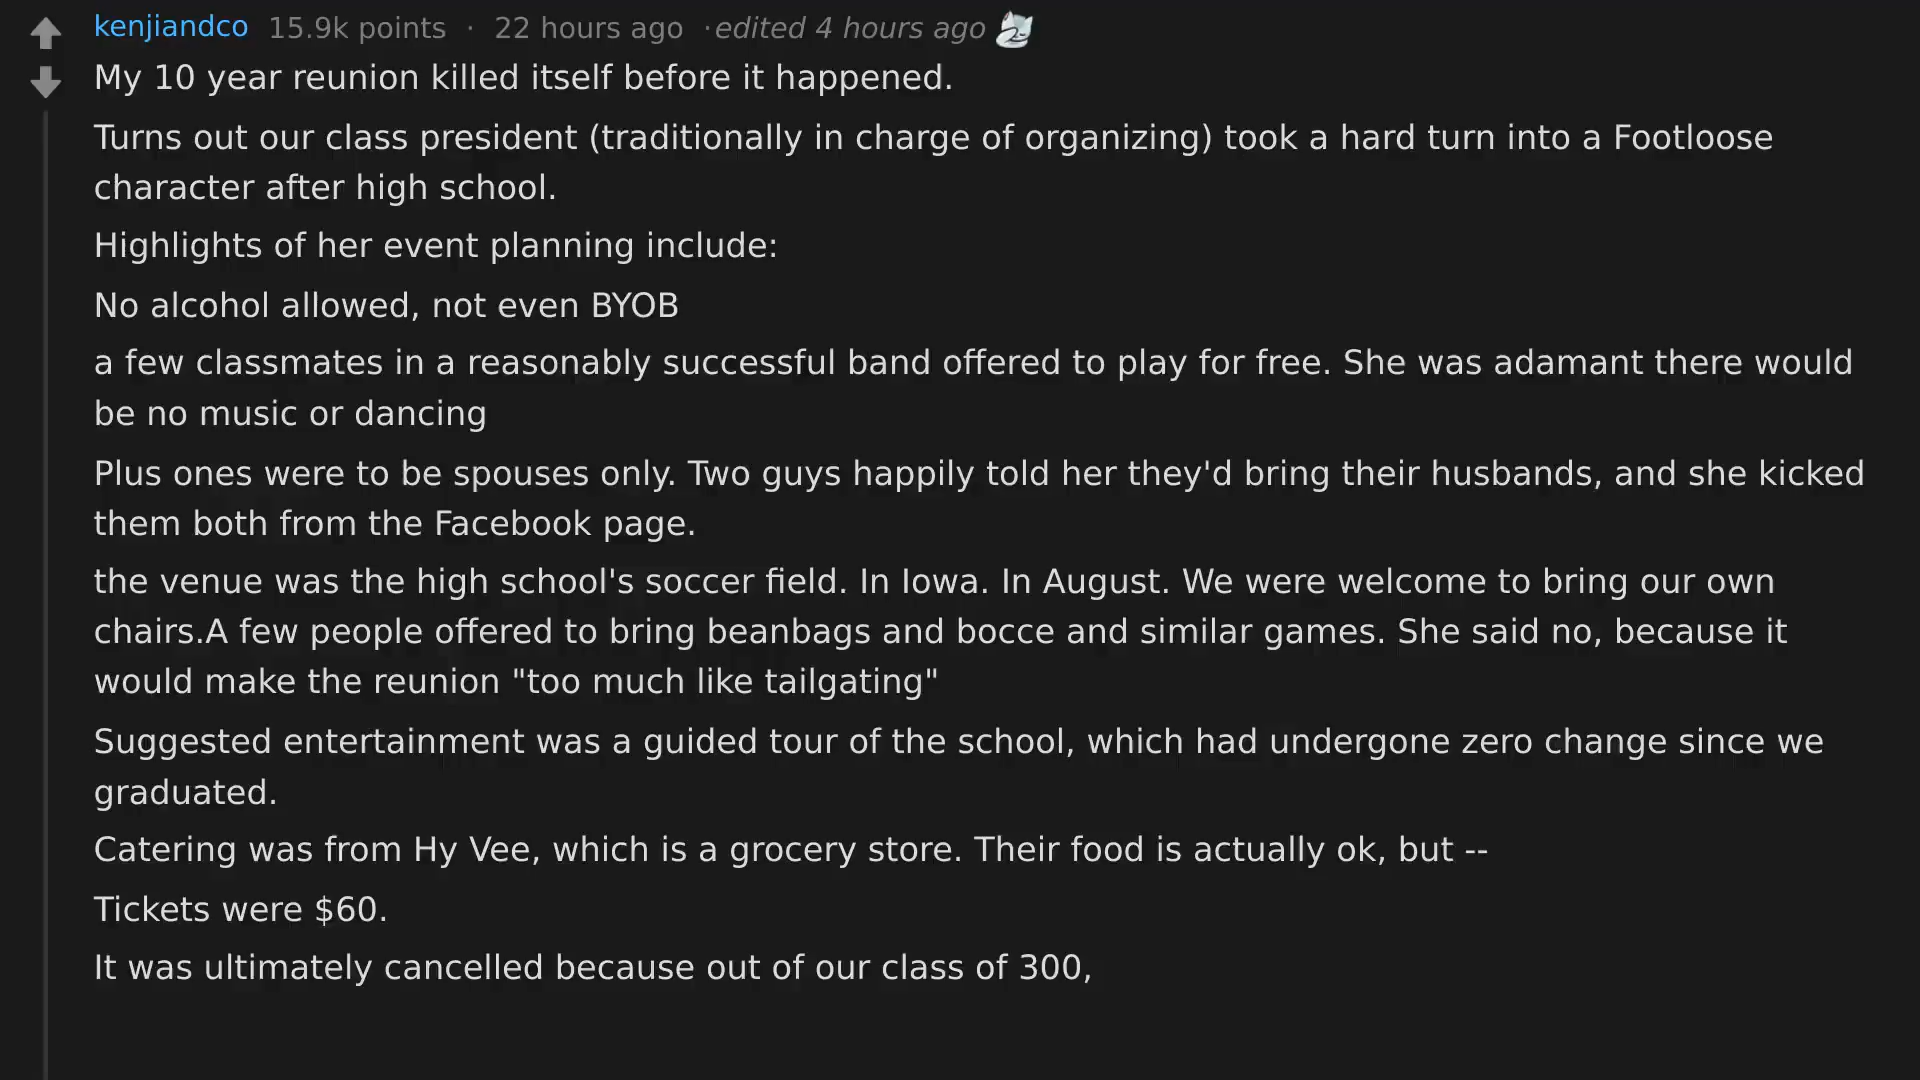 kenjiandco 15.9k points · 22 hours ago ·edited 4 hours ago
My 10 year reunion killed itself before it happened.
Turns out our class president (traditionally in charge of organizing) took a hard turn into a Footloose
character after high school.
Highlights of her event planning include:
No alcohol allowed, not even BYOB
a few classmates in a reasonably successful band offered to play for free. She was adamant there would
be no music or dancing
Plus ones were to be spouses only. Two guys happily told her they'd bring their husbands, and she kicked
them both from the Facebook page.
the venue was the high school's soccer field. In Iowa. In August. We were welcome to bring our own
chairs.A few people offered to bring beanbags and bocce and similar games. She said no, because it
would make the reunion "too much like tailgating"
Suggested entertainment was a guided tour of the school, which had undergone zero change since we
graduated.
Catering was from Hy Vee, which is a grocery store. Their food is actually ok, but --
Tickets were $60.
It was ultimately cancelled because out of our class of 300,